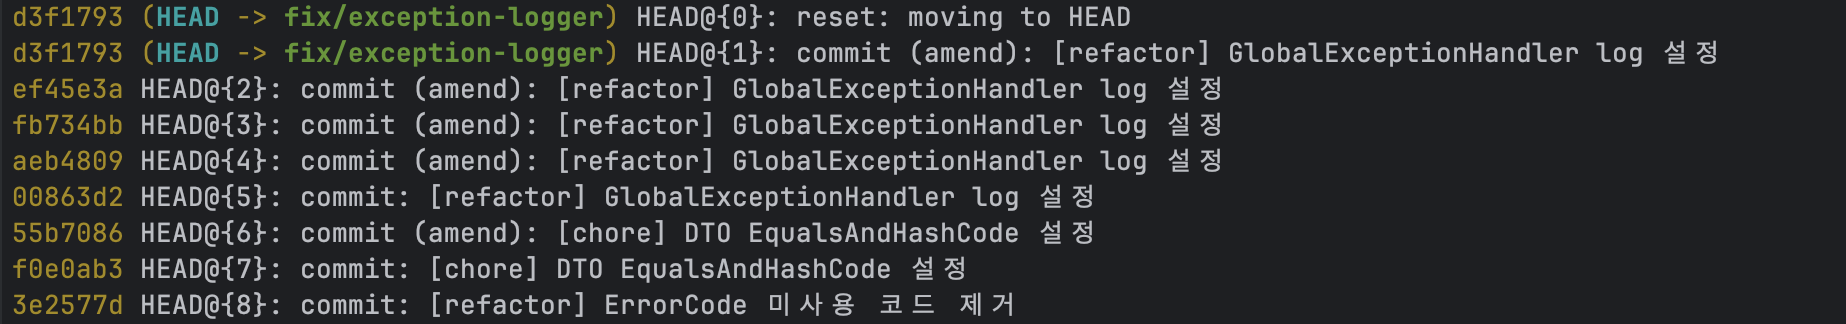 d3f1793 (HEAD -> fix/exception-logger) HEAD@{0}: reset: moving to HEAD
d3f1793 (HEAD -> fix/exception-logger) HEAD@{1}: commit (amend): [refactor] GlobalExceptionHandler log 설정
ef45e3a HEAD@{2}: commit (amend): [refactor] GlobalExceptionHandler log 설정
fb734bb HEAD@{3}: commit (amend): [refactor] GlobalExceptionHandler log 설정
aeb4809 HEAD@{4}: commit (amend): [refactor] GlobalExceptionHandler log 설정
00863d2 HEAD@{5}: commit: [refactor] GlobalExceptionHandler log 설정
55b7086 HEAD@{6}: commit (amend): [chore] DTO EqualsAndHashCode 설정
f0e0ab3 HEAD@{7}: commit: [chore] DTO EqualsAndHashCode 설정
3e2577d HEAD@{8}: commit: [refactor] ErrorCode 미사용 코드 제거